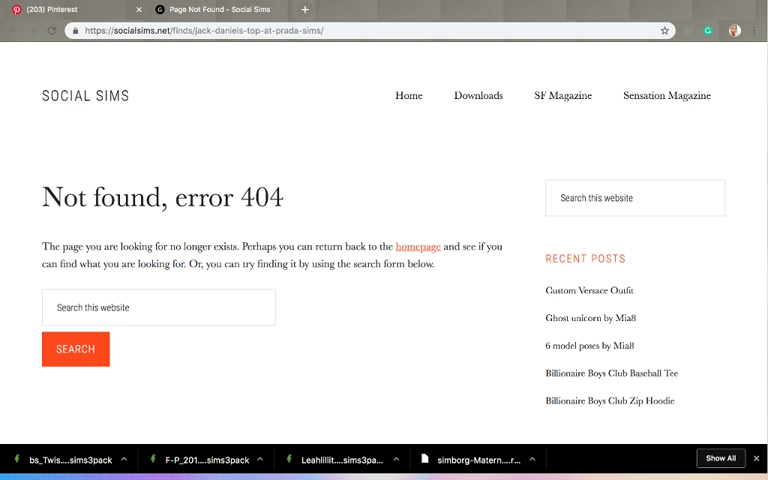 (203) Pinterest
Page Not Found - Social Sims
https://socialsims.net/finds/jack-daniels-top-at-prada-sims/
SOCIAL SIMS
Home
Downloads
SF Magazine
Sensation Magazine
Not found, error 404
The page you are looking for no longer exists. Perhaps you can return back to the homepage and see if you
can find what you are looking for. Or, you can try finding it by using the search form below.
Search this website
SEARCH
Search this website
RECENT POSTS
Custom Versace Outfit
Ghost unicorn by Mia8
6 model poses by Mia8
Billionaire Boys Club Baseball Tee
Billionaire Boys Club Zip Hoodie
bs_Twis....sims3pack
F-P_201....sims3pack
Leahlillit....sims3pa...
simborg-Matern....r...
Show All